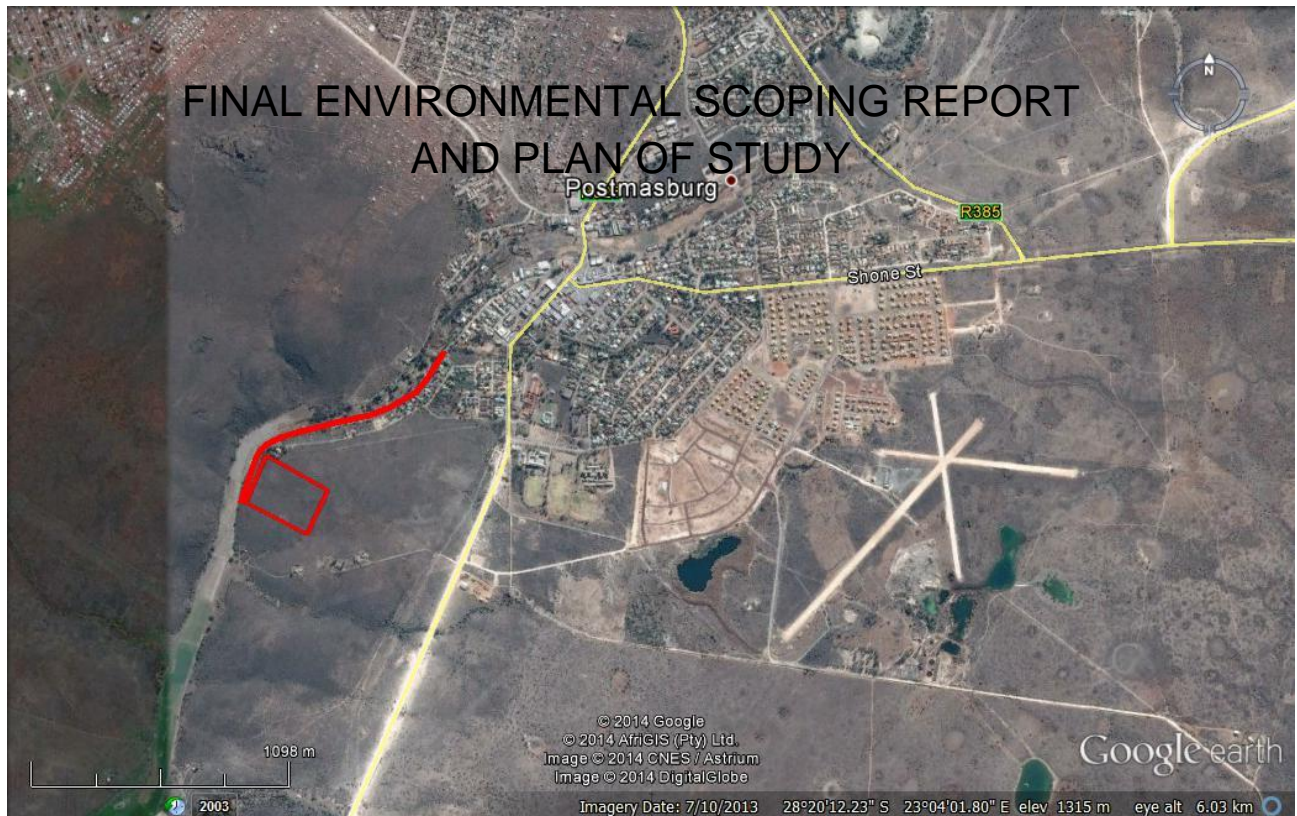 FINAL ENVIRONMENTAL SCOPING REPORT
AND PLAN OF STUDY
N
Postmasburg
R385
Shone St
© 2014 Google
© 2014 AfriGIS (Pty) Ltd.
Image © 2014 CNES / Astrium
Image © 2014 DigitalGlobe
1098 m
Google earth
2003
Imagery Date: 7/10/2013 28°20'12.23" S 23°04'01.80" E elev 1315 m eye alt 6.03 km